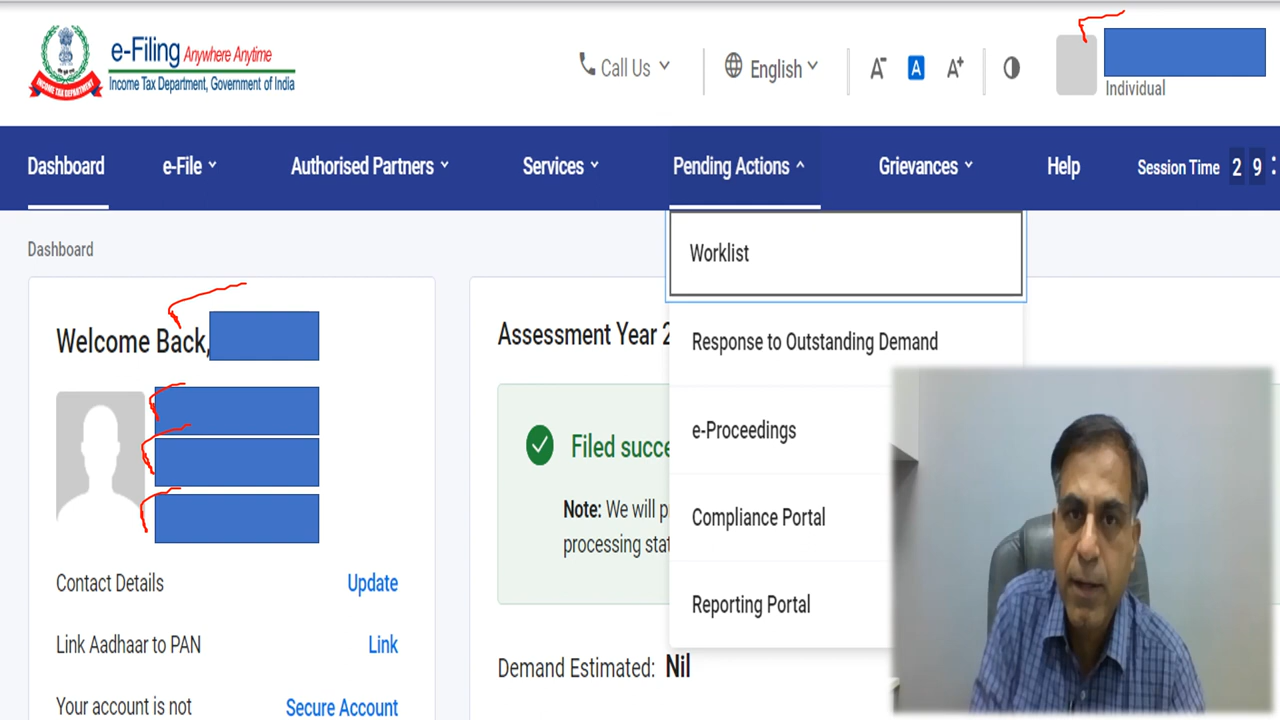 e-Filing Anywhere Anytime
Income Tax Department, Government of India
INCOME TAX DEPARTMENT
Call Us
English
A-
A
A+
Individual
Dashboard
e-File
Authorised Partners
Services
Pending Actions
Grievances
Help
Session Time 2 9 :
Dashboard
Worklist
Response to Outstanding Demand
e-Proceedings
Compliance Portal
Reporting Portal
Welcome Back,
Contact Details Update
Link Aadhaar to PAN Link
Your account is not Secure Account
Assessment Year 2
Filed succe
Note: We will p
processing stat
Demand Estimated: Nil